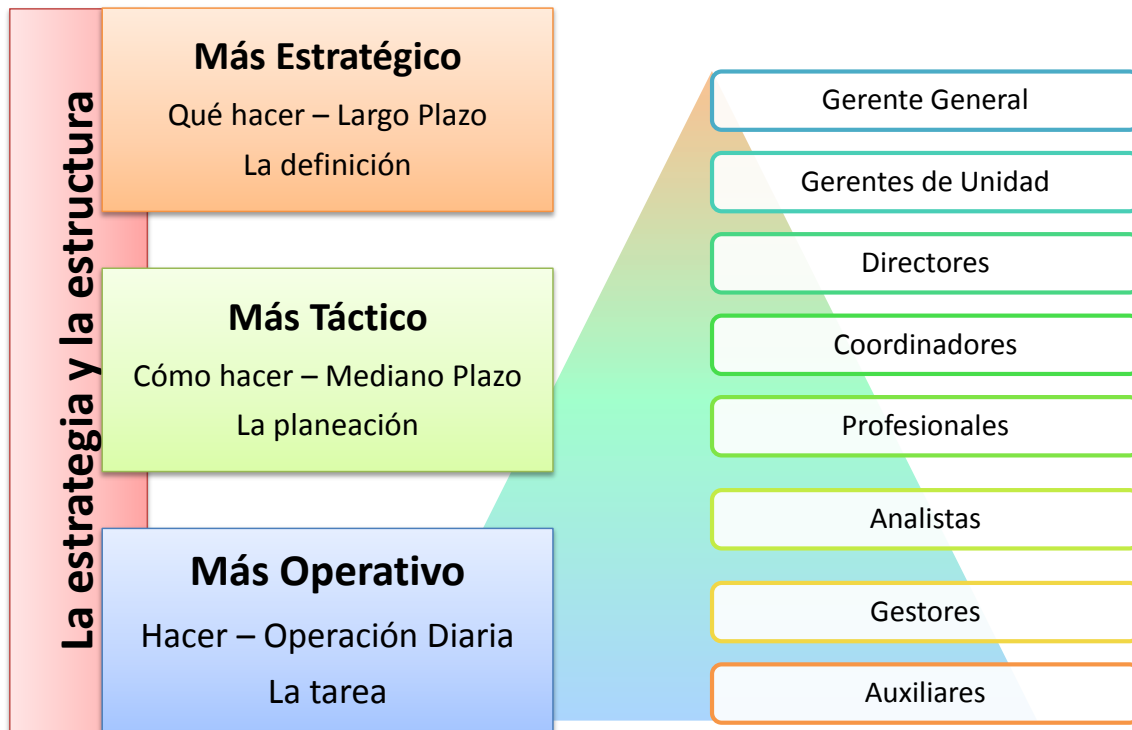 La estrategia y la estructura
Más Estratégico
Qué hacer – Largo Plazo
La definición
Más Táctico
Cómo hacer – Mediano Plazo
La planeación
Más Operativo
Hacer – Operación Diaria
La tarea
Gerente General
Gerentes de Unidad
Directores
Coordinadores
Profesionales
Analistas
Gestores
Auxiliares